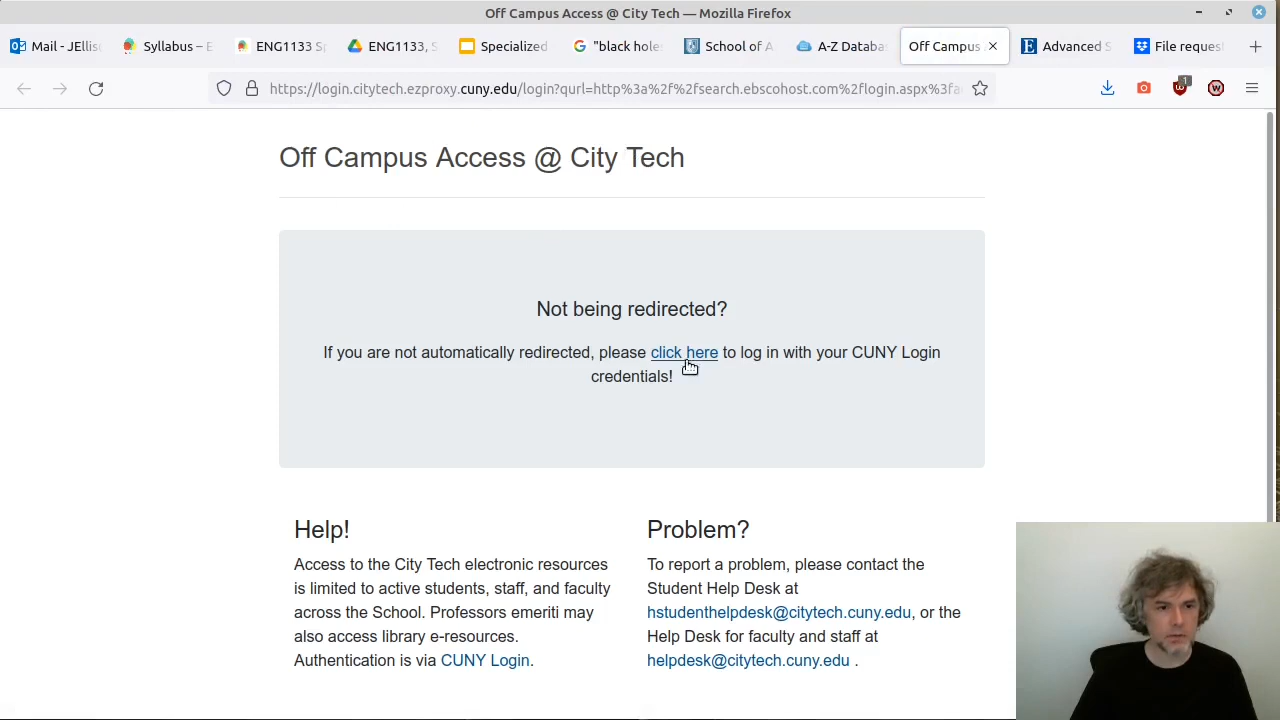 Off Campus Access @ City Tech — Mozilla Firefox
Mail - JEllis
Syllabus – E
ENG1133 Sp
ENG1133, S
Specialized
"black hole
School of A
A-Z Databa
Off Campus
Advanced S
File reques
https://login.citytech.ezproxy.cuny.edu/login?qurl=http%3a%2f%2fsearch.ebscohost.com%2flogin.aspx%3fa
1
Off Campus Access @ City Tech
Not being redirected?
If you are not automatically redirected, please click here to log in with your CUNY Login
credentials!
Help!
Access to the City Tech electronic resources
is limited to active students, staff, and faculty
across the School. Professors emeriti may
also access library e-resources.
Authentication is via CUNY Login.
Problem?
To report a problem, please contact the
Student Help Desk at
hstudenthelpdesk@citytech.cuny.edu, or the
Help Desk for faculty and staff at
helpdesk@citytech.cuny.edu .